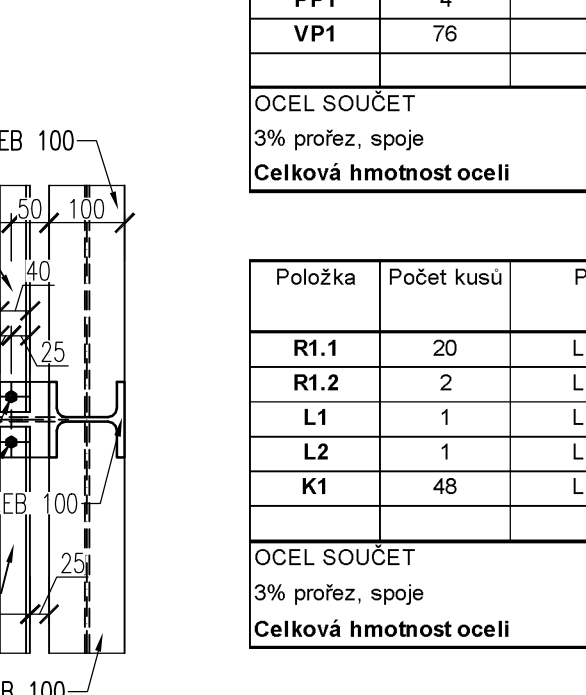 PP1 4
VP1 76
OCEL SOUČET
3% prořez, spoje
Celková hmotnost oceli
100
50 100
40
25
Položka Počet kusů P
R1.1 20 L
R1.2 2 L
L1 1 L
L2 1 L
K1 48 L
EB 100
25
OCEL SOUČET
3% prořez, spoje
Celková hmotnost oceli
100